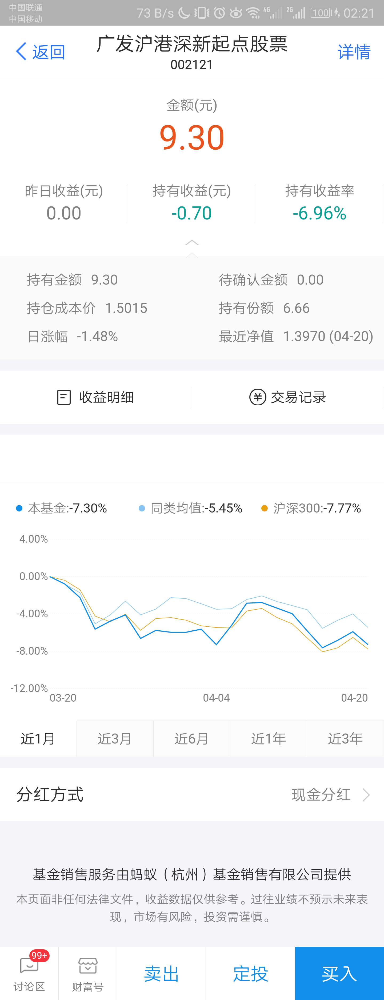 中国联通
中国移动
73 B/s 4G 2G 100 02:21
返回
广发沪港深新起点股票
002121
详情
金额(元)
9.30
昨日收益(元) 持有收益(元) 持有收益率
0.00 -0.70 -6.96%
持有金额 9.30 待确认金额 0.00
持仓成本价 1.5015 持有份额 6.66
日涨幅 -1.48% 最近净值 1.3970 (04-20)
收益明细 交易记录
本基金:-7.30% 同类均值:-5.45% 沪深300:-7.77%
4.00%
0.00%
-4.00%
-8.00%
-12.00%
03-20 04-04 04-20
近1月 近3月 近6月 近1年 近3年
分红方式 现金分红
基金销售服务由蚂蚁（杭州）基金销售有限公司提供
本页面非任何法律文件，收益数据仅供参考。过往业绩不预示未来表
现，市场有风险，投资需谨慎。
99+
讨论区 财富号 卖出 定投 买入